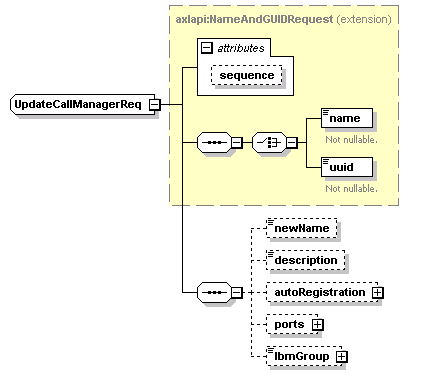 axlapi:NameAndGUIDRequest (extension)
attributes
sequence
UpdateCallManagerReq
name
Not nullable.
uuid
Not nullable.
newName
description
autoRegistration
ports
lbmGroup